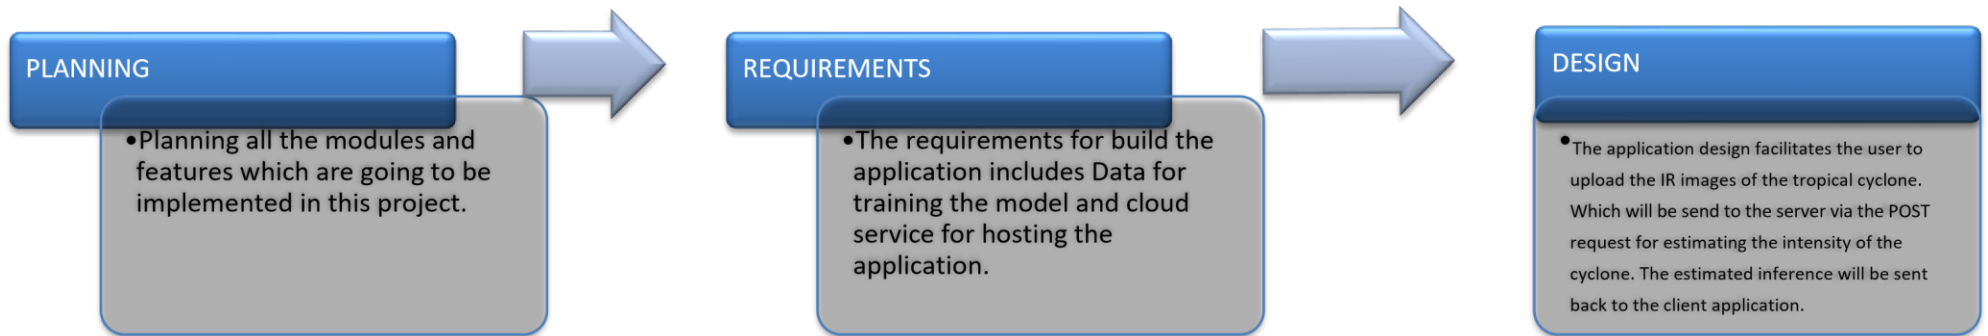 PLANNING
•Planning all the modules and
features which are going to be
implemented in this project.
REQUIREMENTS
•The requirements for build the
application includes Data for
training the model and cloud
service for hosting the
application.
DESIGN
•The application design facilitates the user to
upload the IR images of the tropical cyclone.
Which will be send to the server via the POST
request for estimating the intensity of the
cyclone. The estimated inference will be sent
back to the client application.